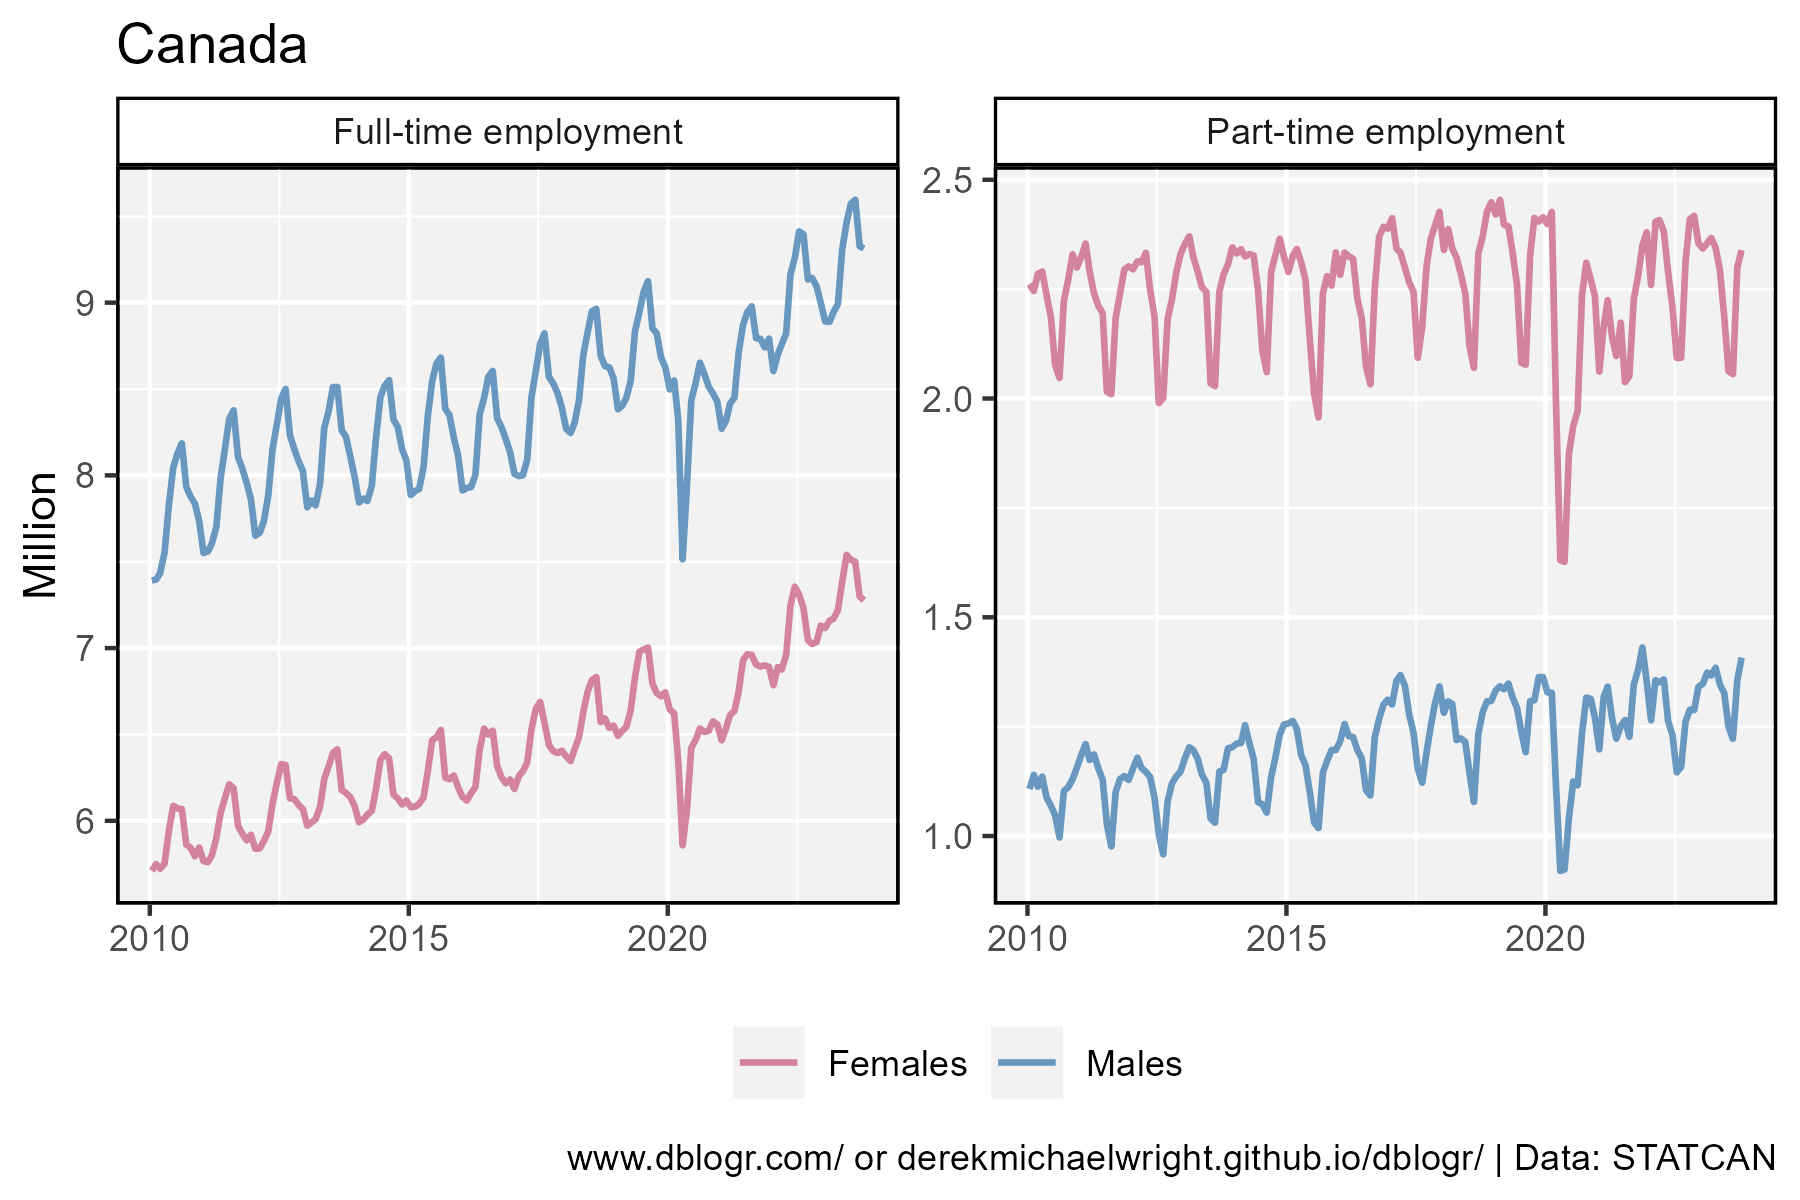 Canada
Full-time employment
Part-time employment
Million
9
8
7
6
2010 2015 2020
2.5
2.0
1.5
1.0
2010 2015 2020
Females Males
www.dblogr.com/ or derekmichaelwright.github.io/dblogr/ | Data: STATCAN